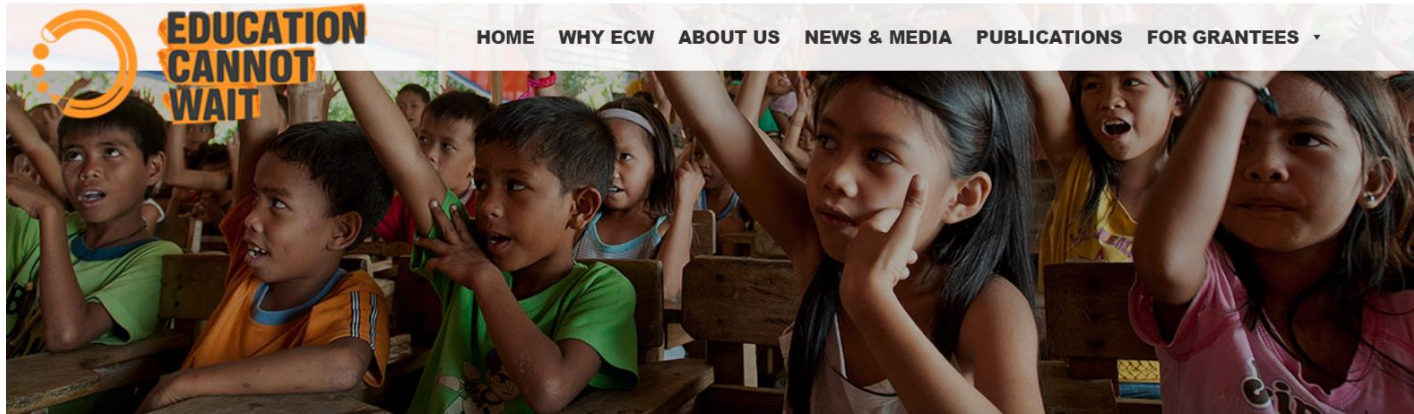 EDUCATION
CANNOT
WAIT
HOME WHY ECW ABOUT US NEWS & MEDIA PUBLICATIONS FOR GRANTEES